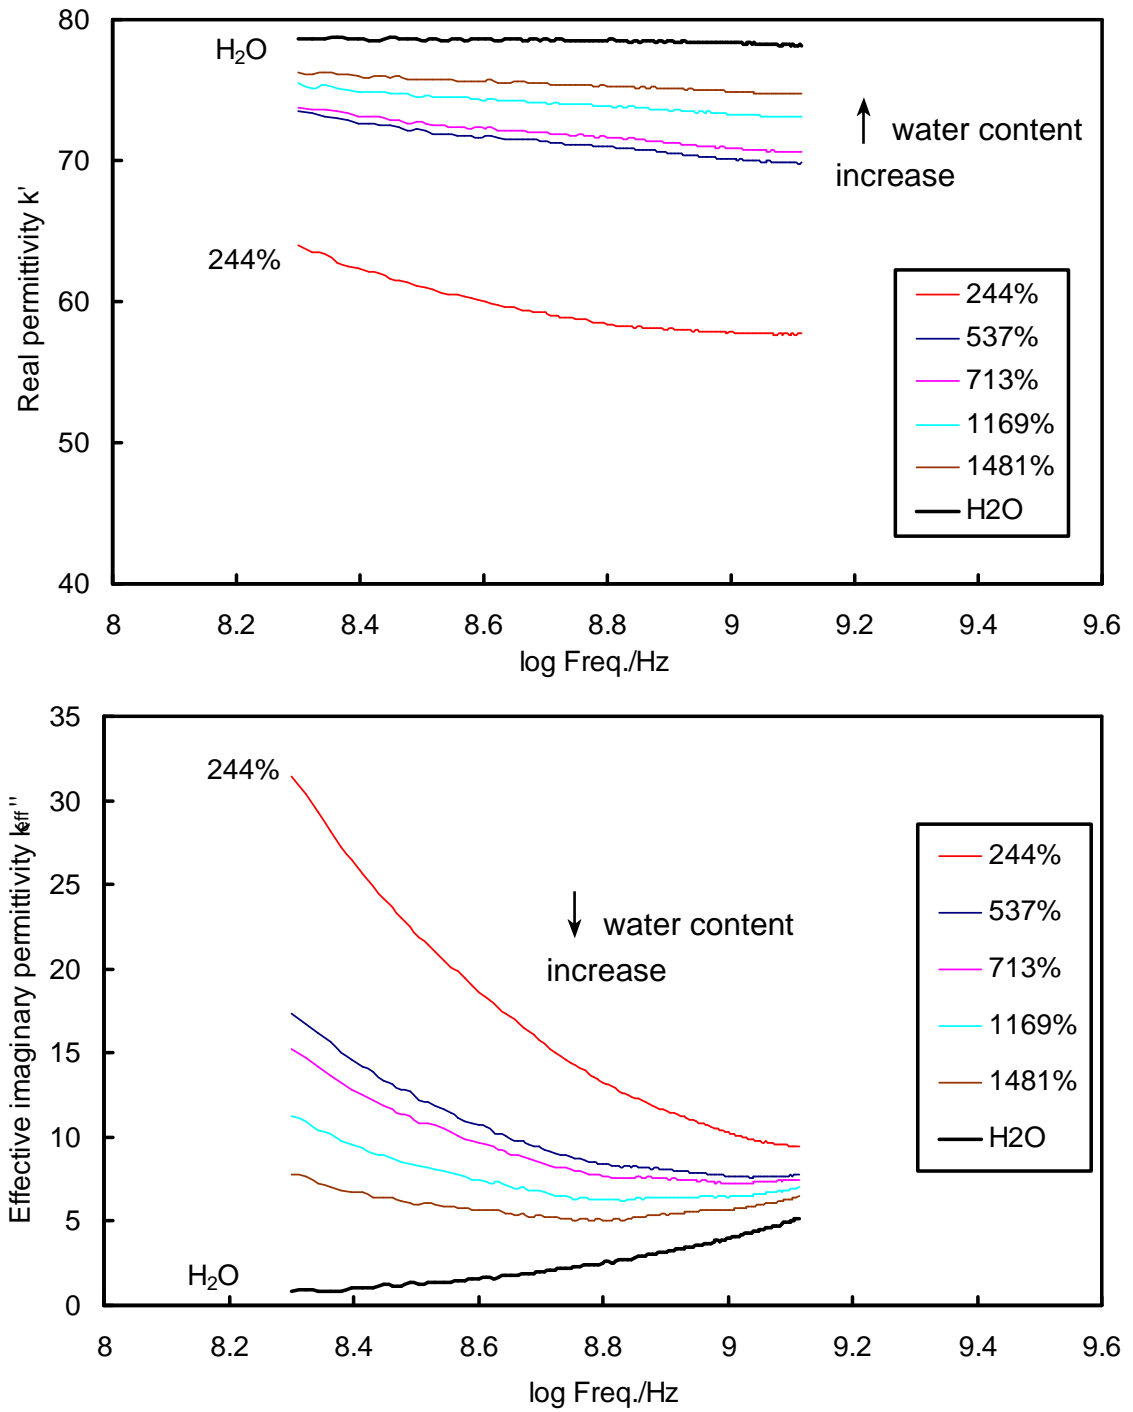 80
H₂O
water content
increase
70
244%
60
50
40
Real permittivity k'
244%
537%
713%
1169%
1481%
H2O
8 8.2 8.4 8.6 8.8 9 9.2 9.4 9.6
log Freq./Hz
35
244%
30
25
water content
increase
20
15
10
5
H₂O
0
Effective imaginary permittivity keff''
244%
537%
713%
1169%
1481%
H2O
8 8.2 8.4 8.6 8.8 9 9.2 9.4 9.6
log Freq./Hz